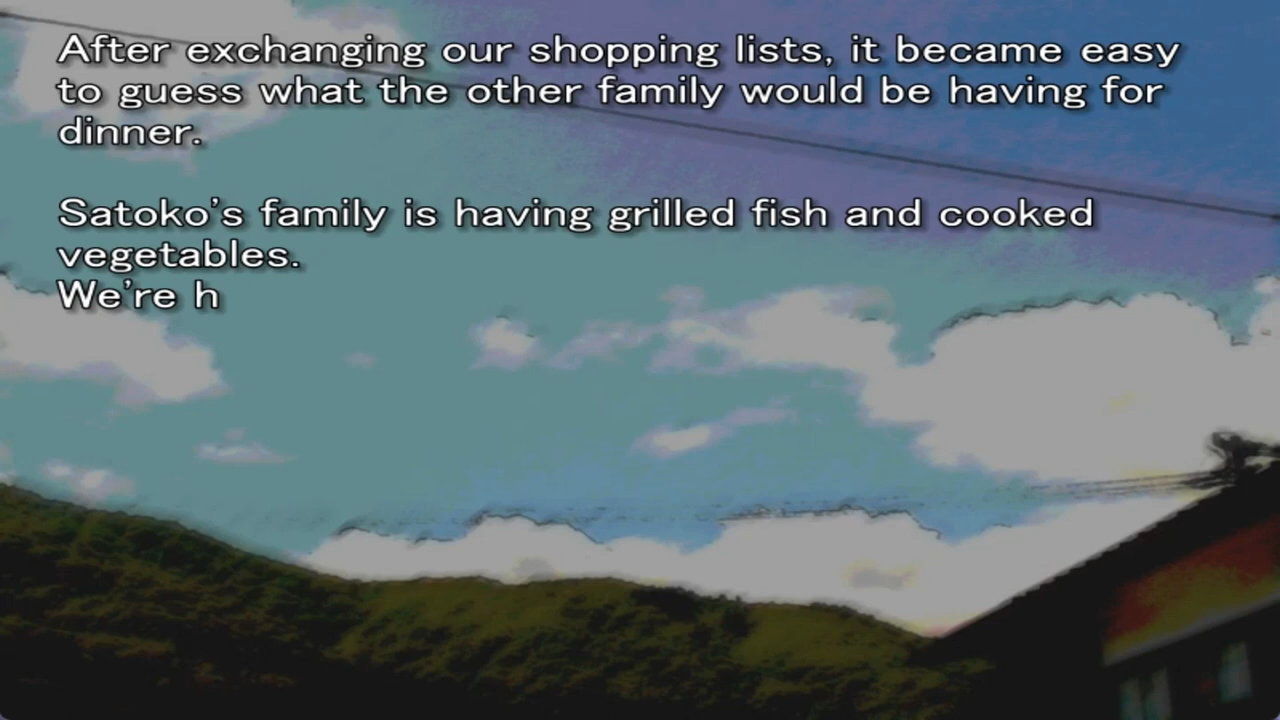 After exchanging our shopping lists, it became easy
to guess what the other family would be having for
dinner.
Satoko's family is having grilled fish and cooked
vegetables.
We're h